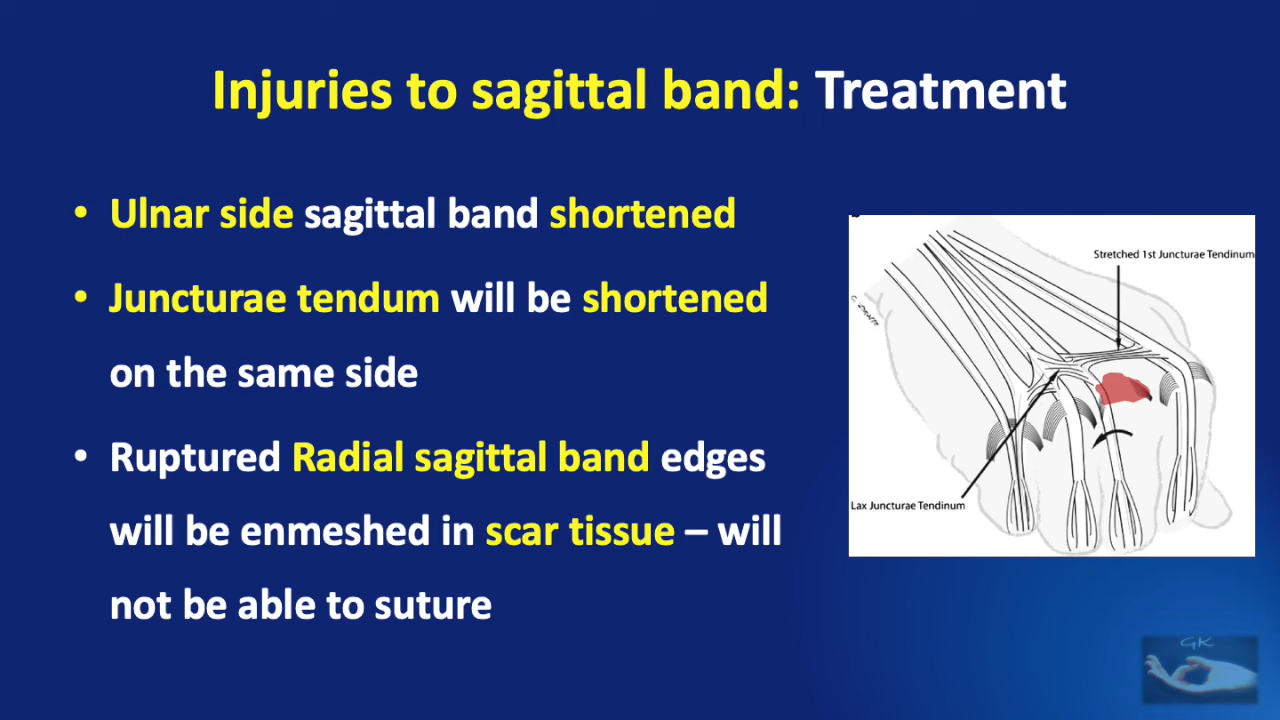 Injuries to sagittal band: Treatment
• Ulnar side sagittal band shortened
• Juncturae tendum will be shortened
on the same side
• Ruptured Radial sagittal band edges
will be enmeshed in scar tissue – will
not be able to suture
Stretched 1st Juncturae Tendinum
Lax Juncturae Tendinum
GK